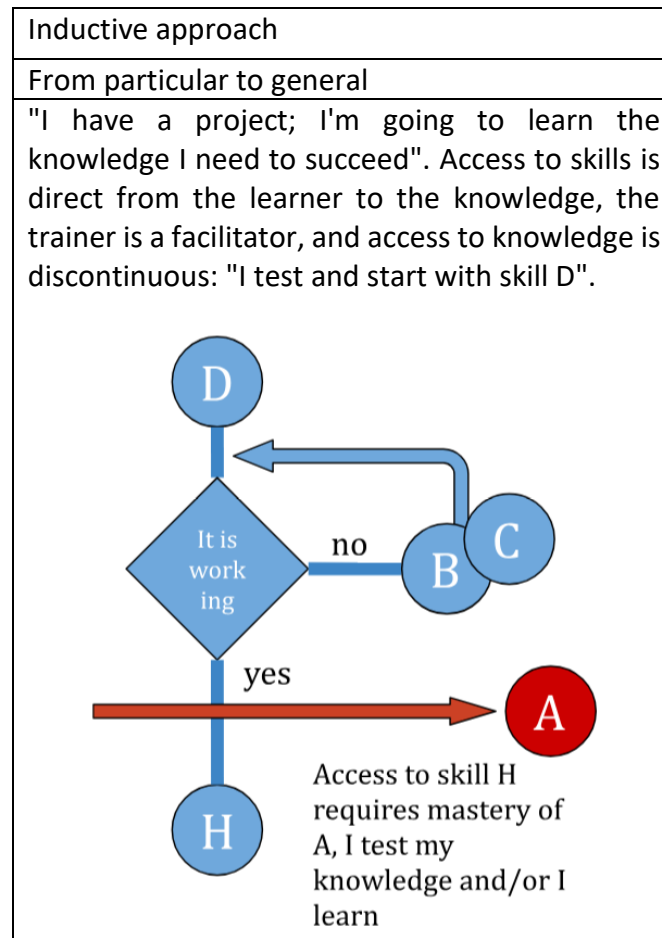 Inductive approach
From particular to general
"I have a project; I'm going to learn the
knowledge I need to succeed". Access to skills is
direct from the learner to the knowledge, the
trainer is a facilitator, and access to knowledge is
discontinuous: "I test and start with skill D".
D
It is
work
ing
no
B
C
yes
A
H
Access to skill H
requires mastery of
A, I test my
knowledge and/or I
learn